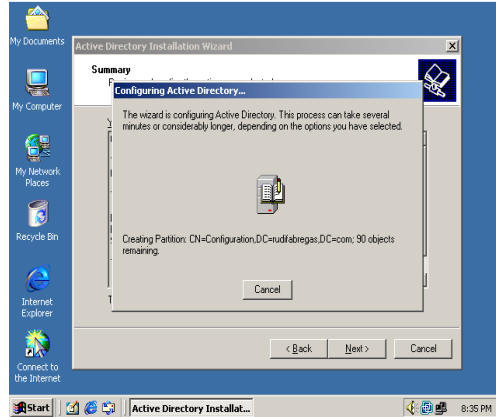 My Documents
My Computer
My Network
Places
Recycle Bin
Internet
Explorer
Connect to
the Internet
Active Directory Installation Wizard
Summary
Configuring Active Directory...
The wizard is configuring Active Directory. This process can take several
minutes or considerably longer, depending on the options you have selected.
Creating Partition: CN=Configuration,DC=rudifabregas,DC=com; 90 objects
remaining.
Cancel
< Back
Next >
Cancel
Start
Active Directory Installat...
8:35 PM